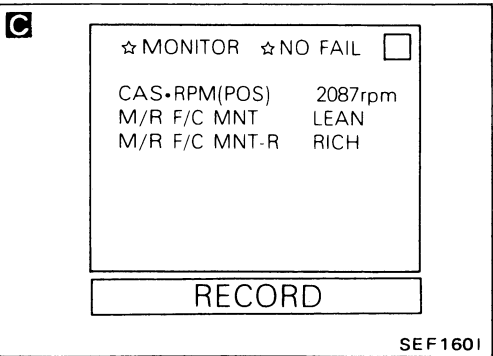 C
☆MONITOR ☆NO FAIL
CAS•RPM(POS) 2087rpm
M/R F/C MNT LEAN
M/R F/C MNT-R RICH
RECORD
SEF160I